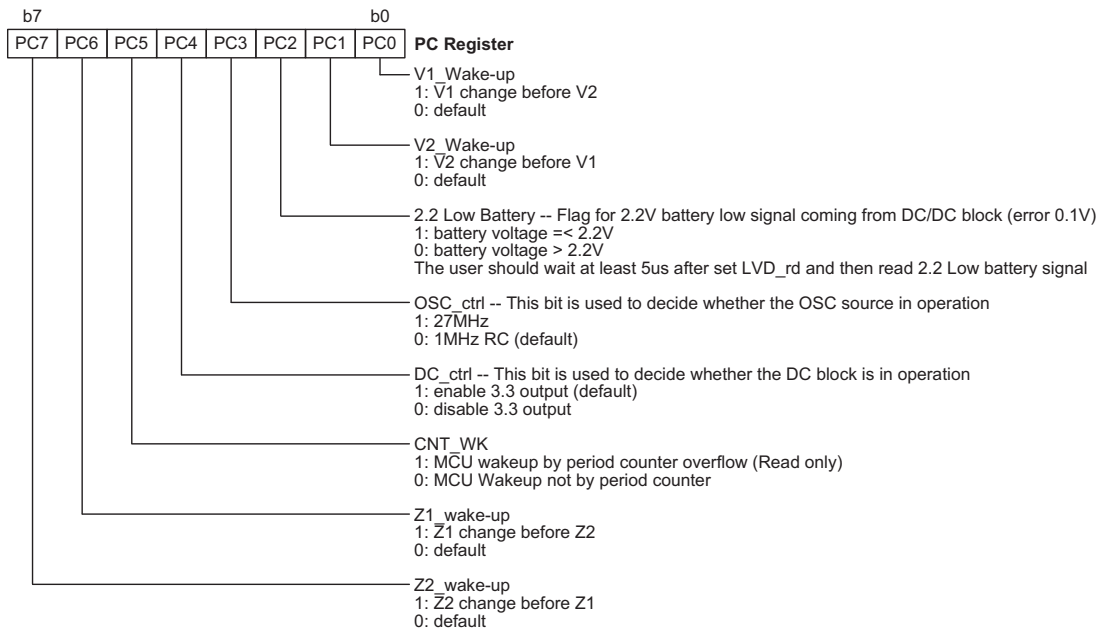 b7 b0
PC7 PC6 PC5 PC4 PC3 PC2 PC1 PC0 PC Register
V1_Wake-up
1: V1 change before V2
0: default
V2_Wake-up
1: V2 change before V1
0: default
2.2 Low Battery -- Flag for 2.2V battery low signal coming from DC/DC block (error 0.1V)
1: battery voltage =< 2.2V
0: battery voltage > 2.2V
The user should wait at least 5us after set LVD_rd and then read 2.2 Low battery signal
OSC_ctrl -- This bit is used to decide whether the OSC source in operation
1: 27MHz
0: 1MHz RC (default)
DC_ctrl -- This bit is used to decide whether the DC block is in operation
1: enable 3.3 output (default)
0: disable 3.3 output
CNT_WK
1: MCU wakeup by period counter overflow (Read only)
0: MCU Wakeup not by period counter
Z1_wake-up
1: Z1 change before Z2
0: default
Z2_wake-up
1: Z2 change before Z1
0: default